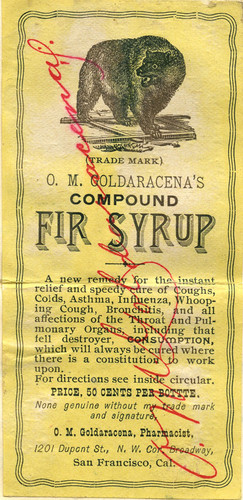 (TRADE MARK)
O. M. GOLDARACENA'S
COMPOUND
FIR SYRUP
A new remedy for the instant
relief and speedy cure of Coughs,
Colds, Asthma, Influenza, Whoop-
ing Cough, Bronchitis, and all
affections of the Throat and Pul-
monary Organs, including that
fell destroyer, CONSUMPTION,
which will always be cured where
there is a constitution to work
upon.
For directions see inside circular.
PRICE, 50 CENTS PER BOTTTE.
None genuine without my trade mark
and signature.
O. M. Goldaracena, Pharmacist,
1201 Dupont St., N. W. Cor. Broadway,
San Francisco, Cal.
O. M. Goldaracena